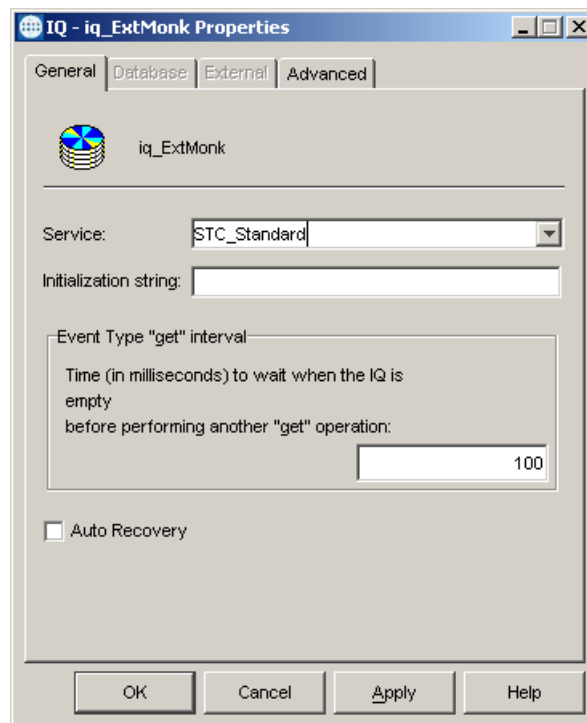 IQ - iq_ExtMonk Properties
General Database External Advanced
iq_ExtMonk
Service: STC_Standard
Initialization string:
Event Type "get" interval
Time (in milliseconds) to wait when the IQ is
empty
before performing another "get" operation:
100
Auto Recovery
OK Cancel Apply Help